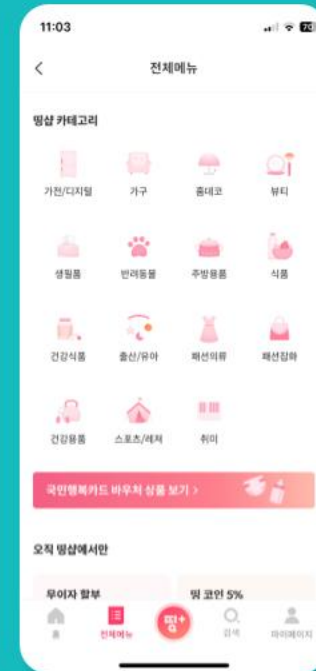 11:03
70
전체메뉴
띵샵 카테고리
가전/디지털 가구 홈데코 뷰티
생필품 반려동물 주방용품 식품
건강식품 출산/유아 패션의류 패션잡화
건강용품 스포츠/레저 취미
국민행복카드 바우처 상품 보기 >
오직 띵샵에서만
무이자 할부 띵 코인 5%
띵+
홈 전체메뉴 검색 마이페이지